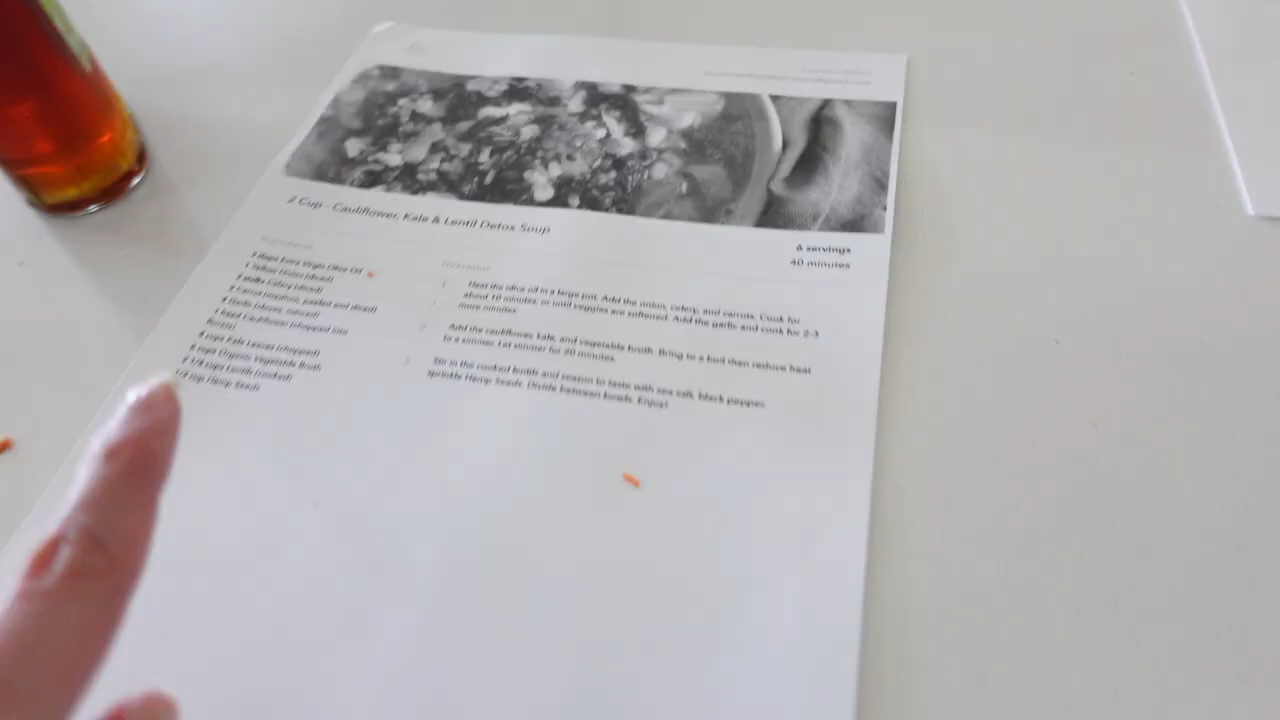 2 Cup - Cauliflower, Kale & Lentil Detox Soup
6 servings
40 minutes
Ingredients
Extra Virgin Olive Oil
1 Yellow Onion (diced)
stalks Celery (diced)
Carrot (medium, peeled and diced)
Garlic (cloves, minced)
1 head Cauliflower (chopped into
florets)
cups Kale Leaves (chopped)
cups Organic Vegetable Broth
1/4 cups Lentils (cooked)
1/4 cup Hemp Seeds
Directions
1 Heat the olive oil in a large pot. Add the onion, celery, and carrots. Cook for
about 10 minutes, or until veggies are softened. Add the garlic and cook for 2-3
more minutes.
2 Add the cauliflower, kale, and vegetable broth. Bring to a boil then reduce heat
to a simmer. Let simmer for 20 minutes.
3 Stir in the cooked lentils and season to taste with sea salt, black pepper,
sprinkle Hemp Seeds. Divide between bowls. Enjoy!